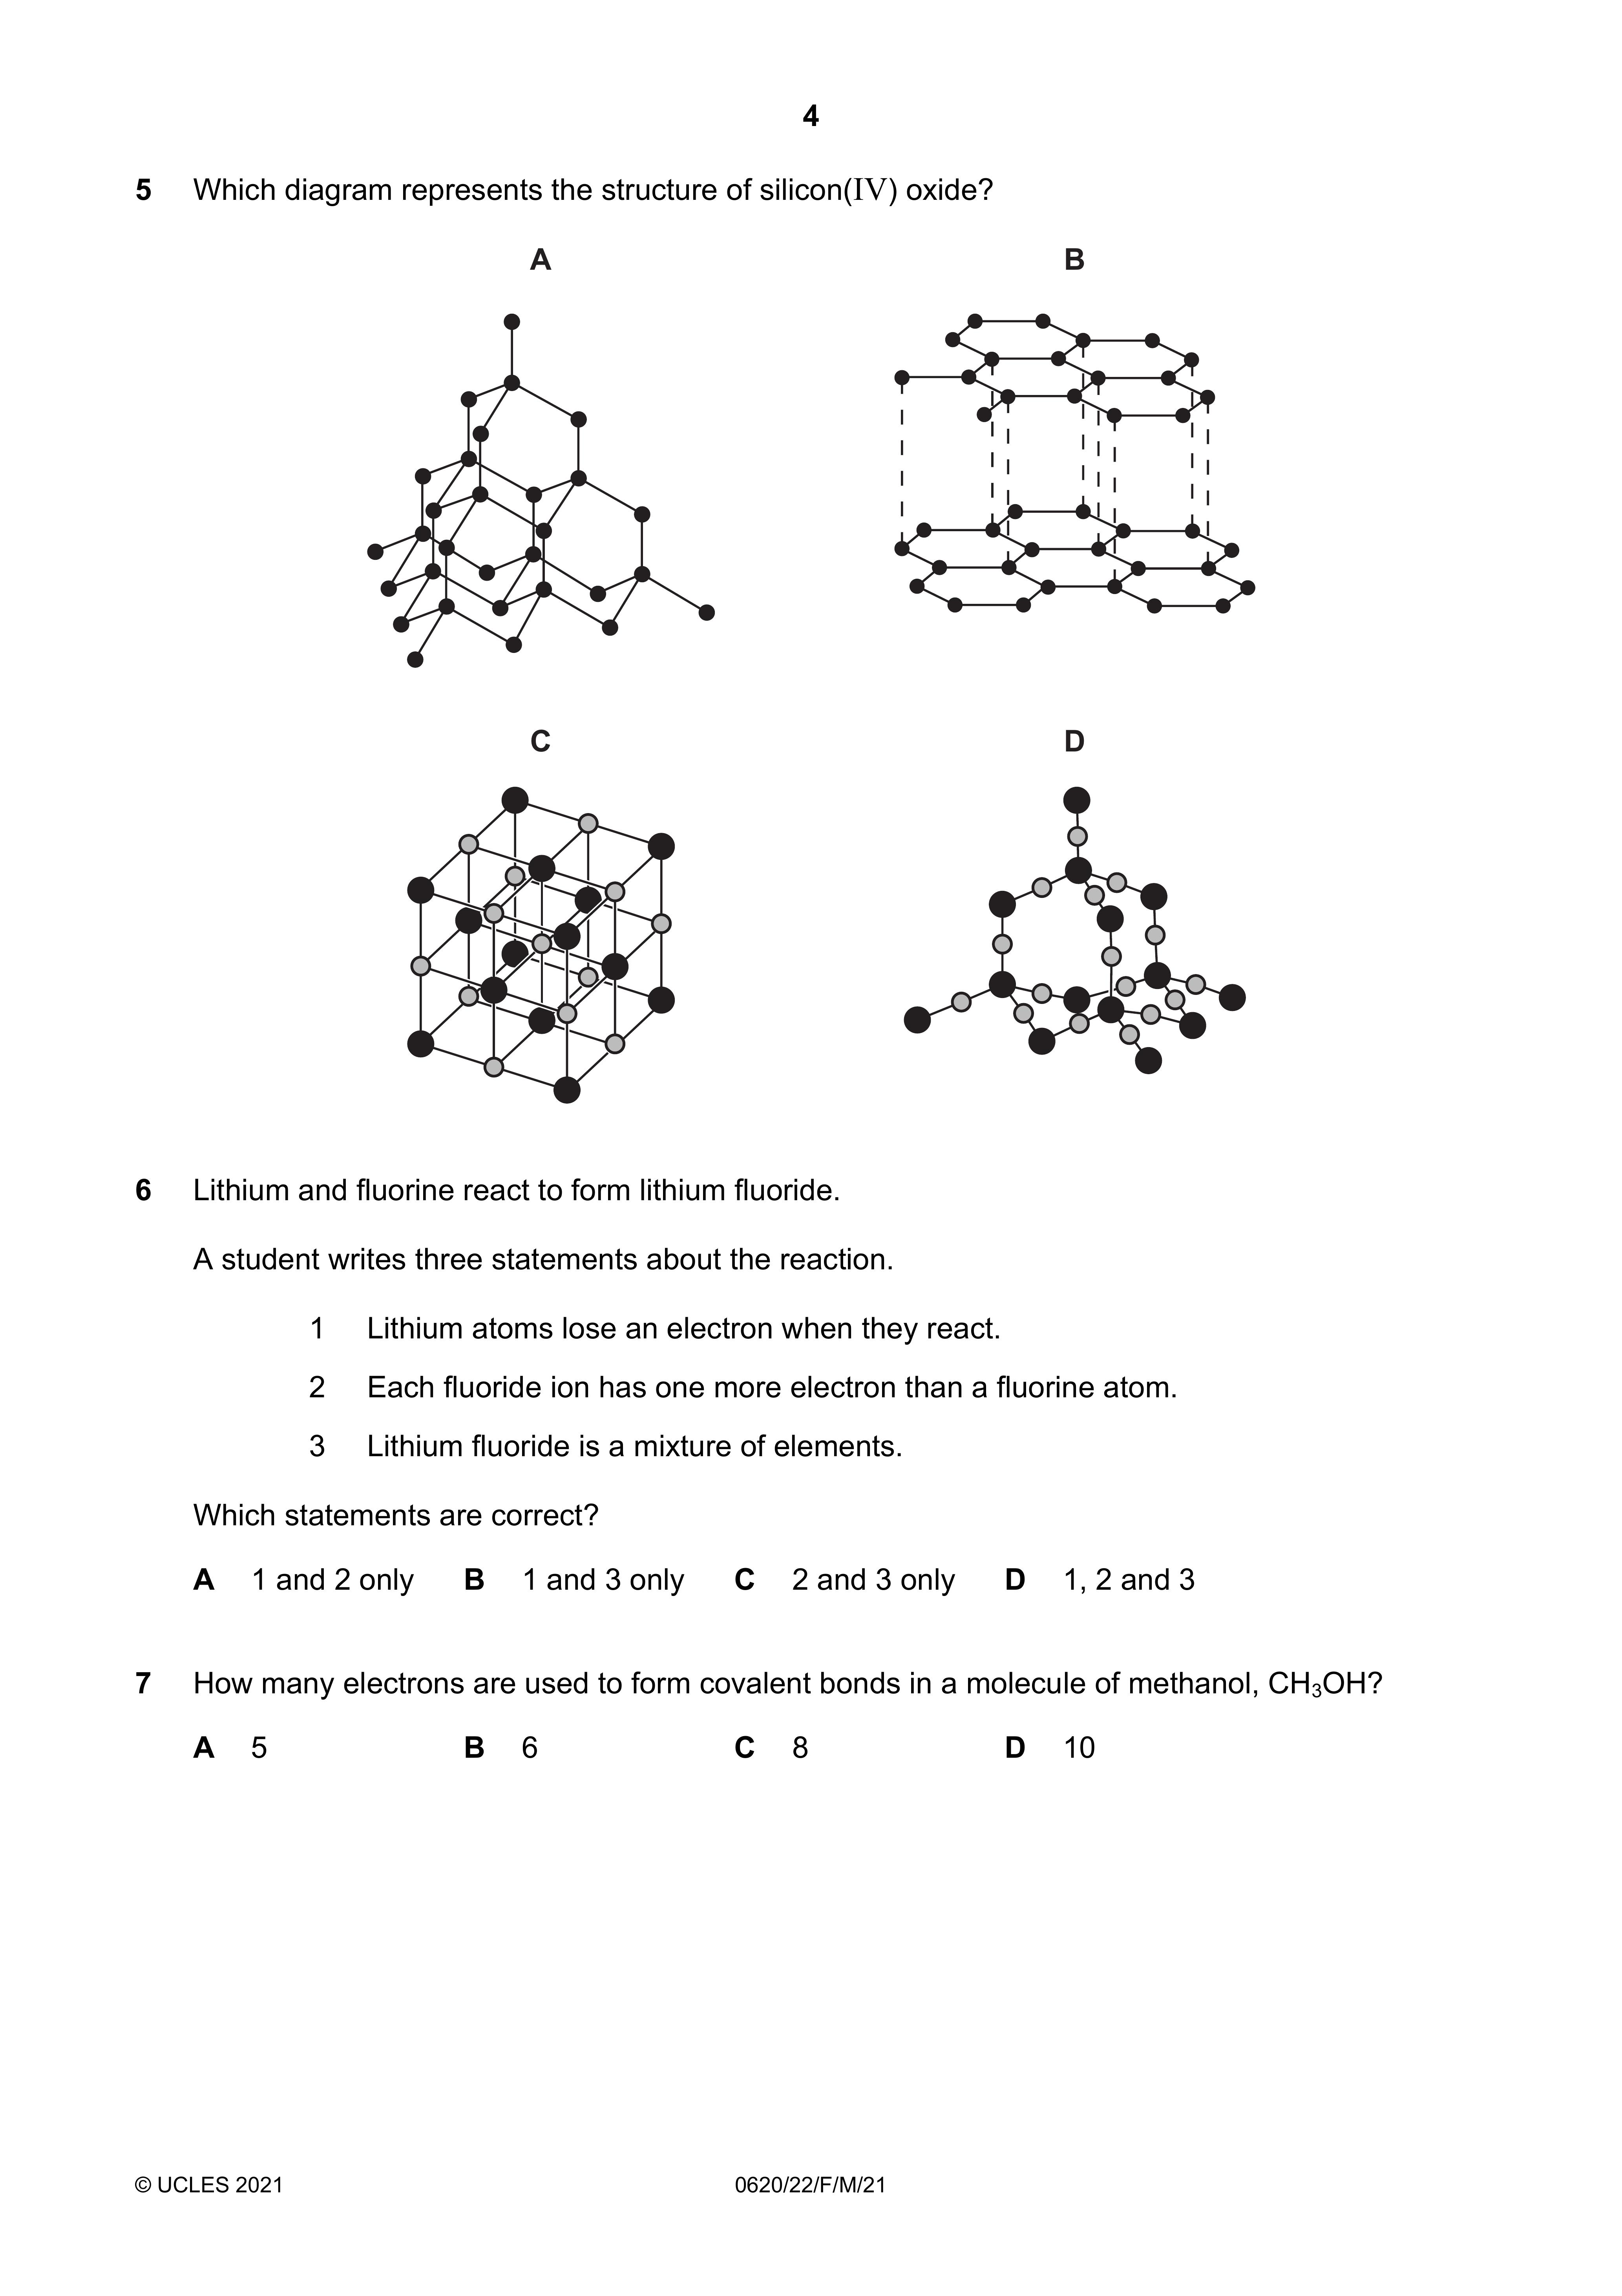 4
5 Which diagram represents the structure of silicon(IV) oxide?
A B
C D
6 Lithium and fluorine react to form lithium fluoride.
A student writes three statements about the reaction.
1 Lithium atoms lose an electron when they react.
2 Each fluoride ion has one more electron than a fluorine atom.
3 Lithium fluoride is a mixture of elements.
Which statements are correct?
A 1 and 2 only B 1 and 3 only C 2 and 3 only D 1, 2 and 3
7 How many electrons are used to form covalent bonds in a molecule of methanol, CH₃OH?
A 5 B 6 C 8 D 10
© UCLES 2021 0620/22/F/M/21